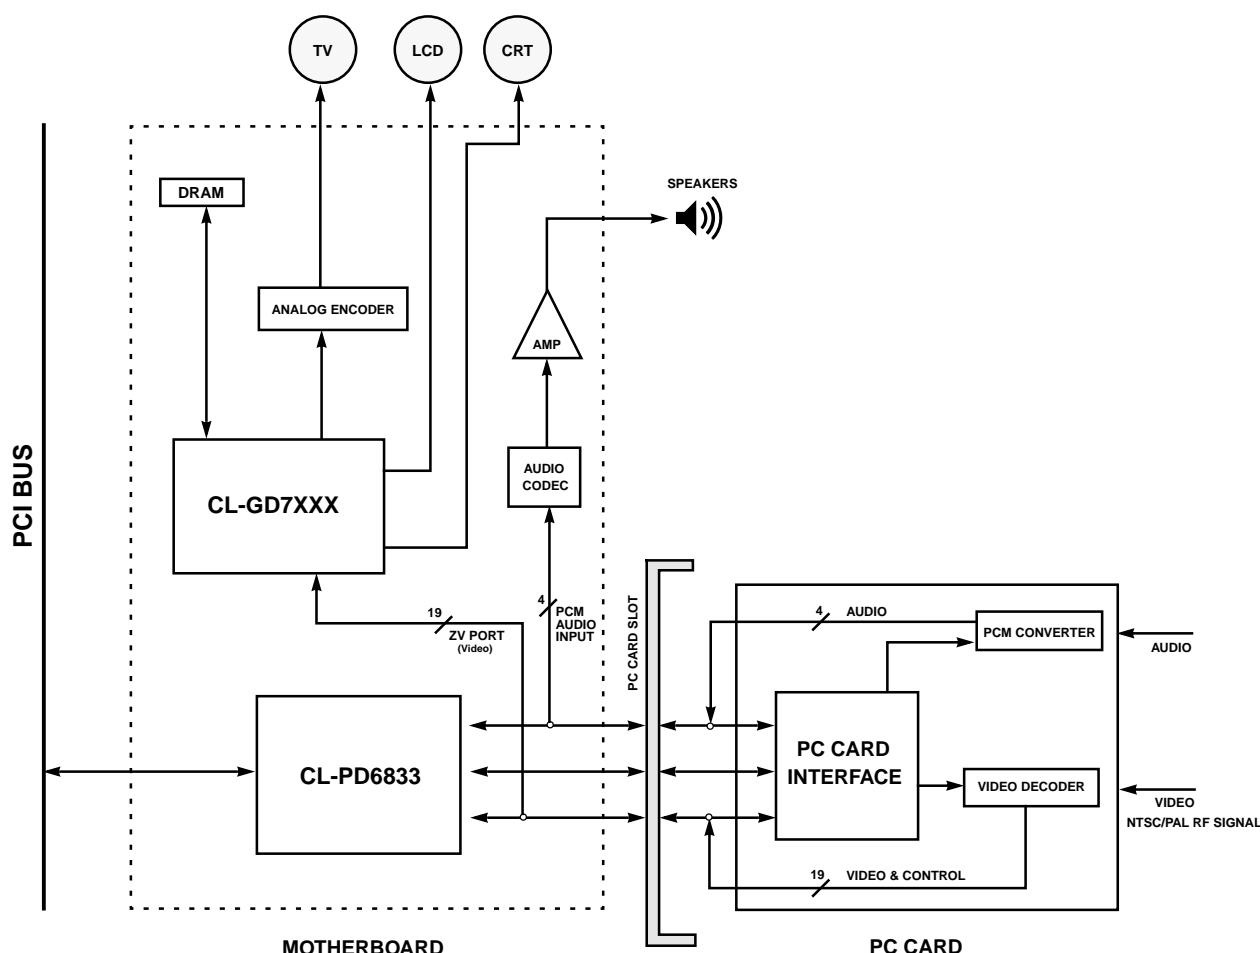 TV
LCD
CRT
DRAM
SPEAKERS
ANALOG ENCODER
AMP
AUDIO
CODEC
CL-GD7XXX
PCI BUS
4
PCM
AUDIO
INPUT
19
ZV PORT
(Video)
PC CARD SLOT
4
AUDIO
PCM CONVERTER
AUDIO
CL-PD6833
PC CARD
INTERFACE
VIDEO DECODER
VIDEO
NTSC/PAL RF SIGNAL
19
VIDEO & CONTROL
MOTHERBOARD
PC CARD